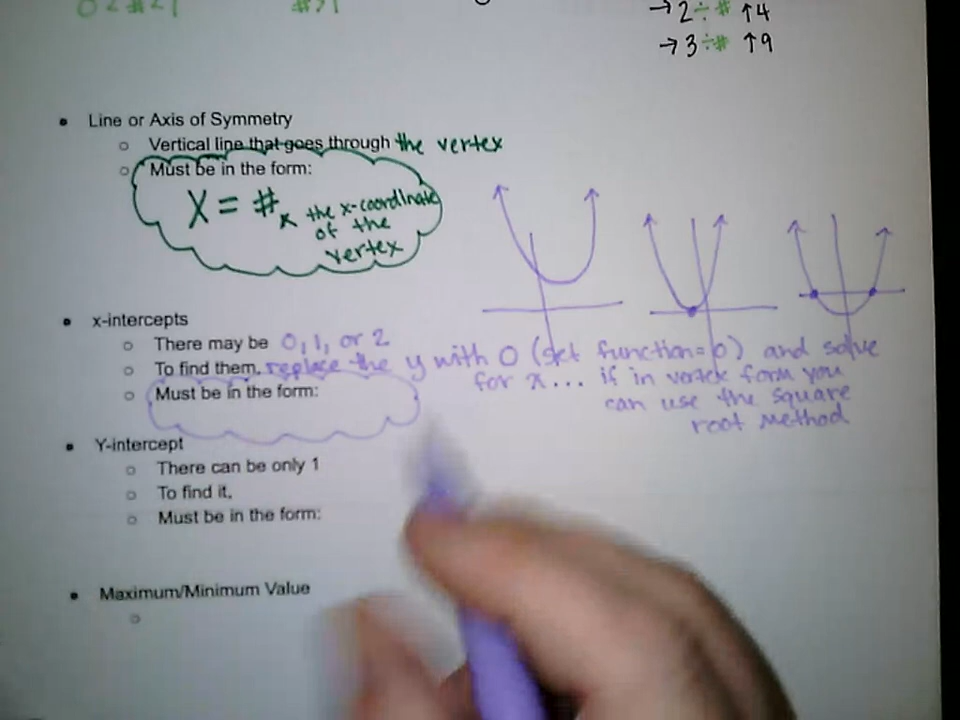 → 2 ÷ # ↑4
→ 3 ÷ # ↑9
• Line or Axis of Symmetry
○ Vertical line that goes through the vertex
○ Must be in the form:
X = # the x-coordinate
of the
vertex
• x-intercepts
○ There may be 0, 1, or 2
○ To find them, replace the y with 0 (set function=0) and solve
for x... if in vertex form you
can use the square
root method
○ Must be in the form:
• Y-intercept
○ There can be only 1
○ To find it,
○ Must be in the form:
• Maximum/Minimum Value
○